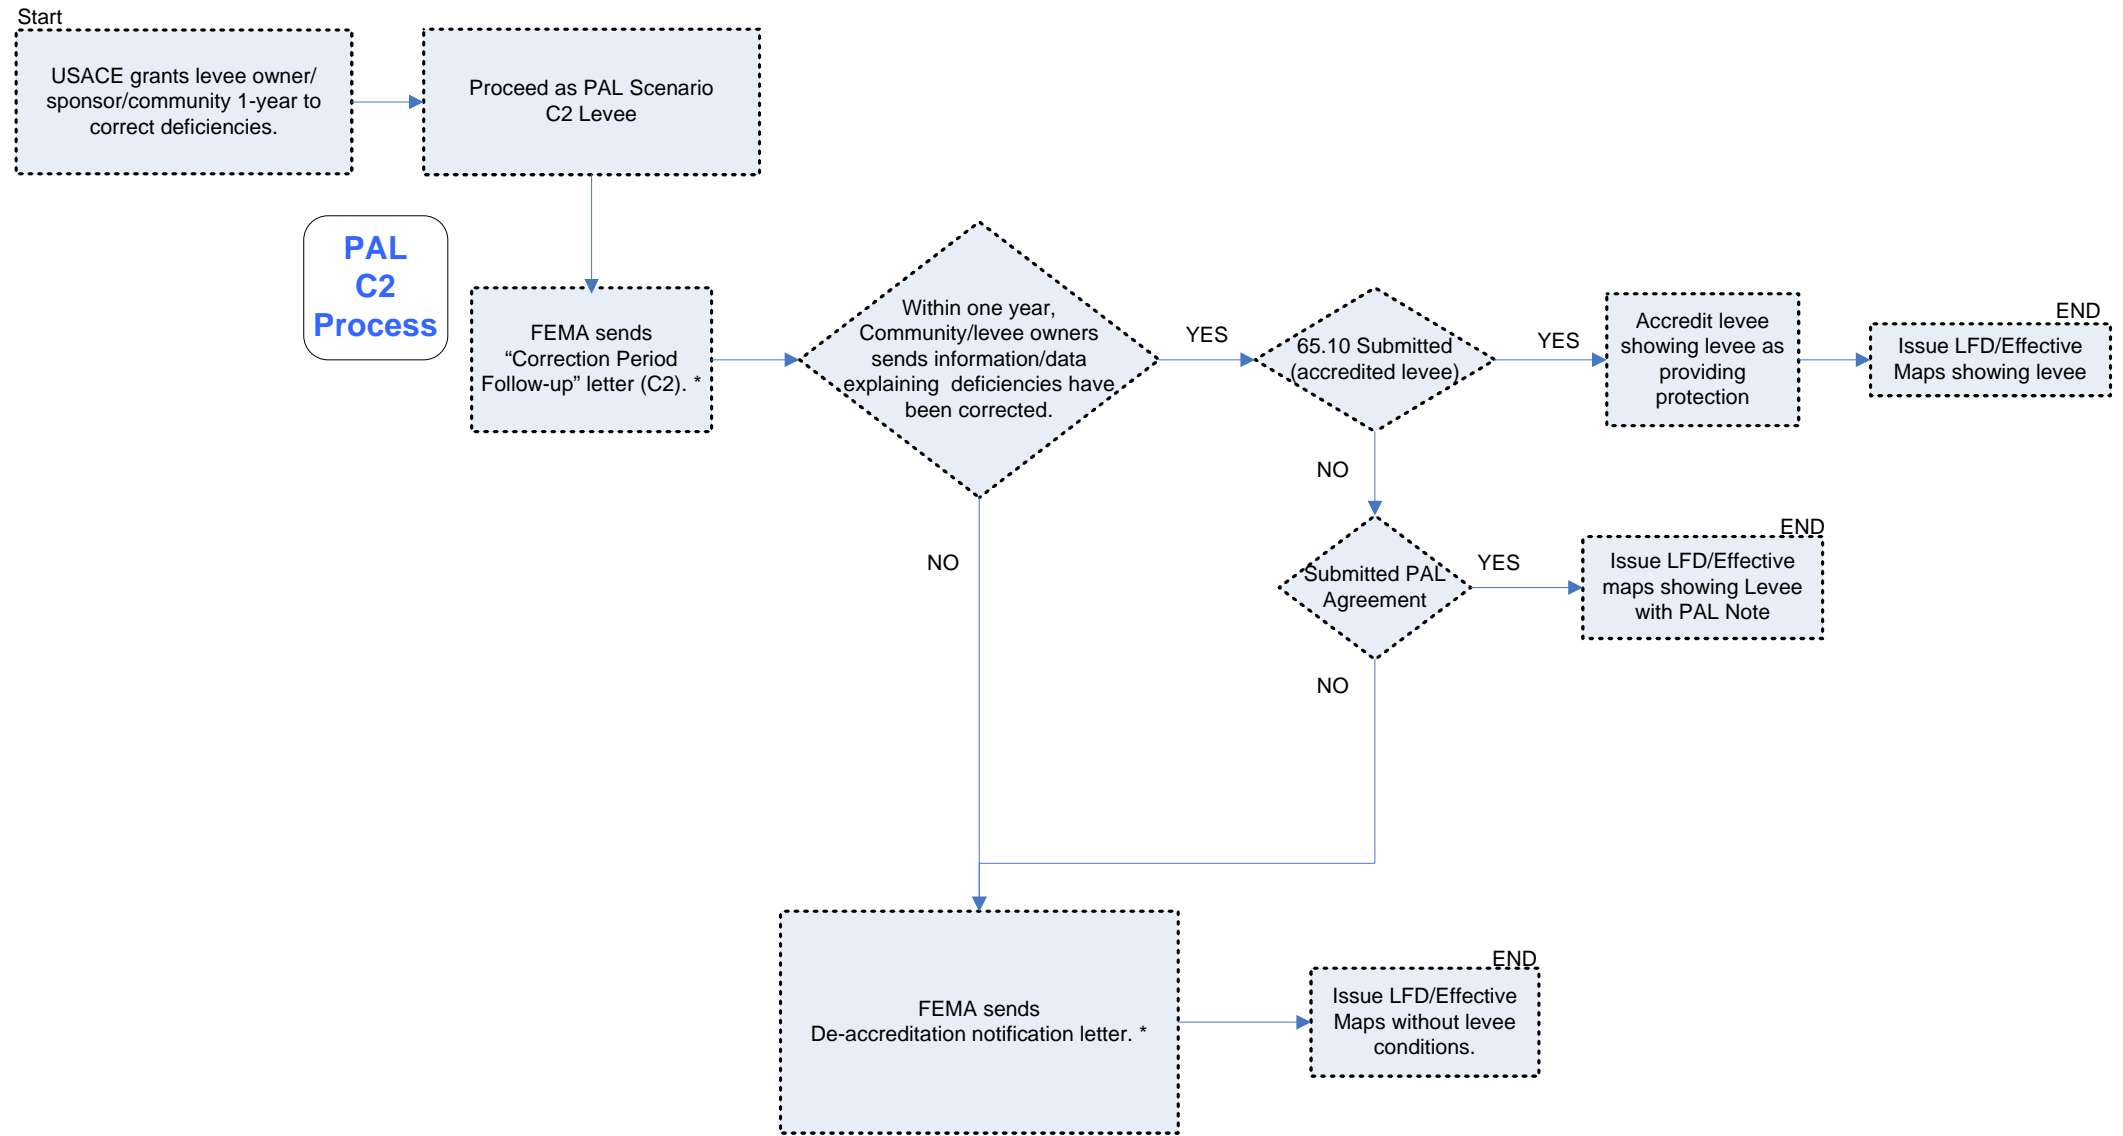 Start
USACE grants levee owner/
sponsor/community 1-year to
correct deficiencies.
Proceed as PAL Scenario
C2 Levee
PAL
C2
Process
FEMA sends
“Correction Period
Follow-up” letter (C2). *
Within one year,
Community/levee owners
sends information/data
explaining deficiencies have
been corrected.
YES
65.10 Submitted
(accredited levee)
YES
Accredit levee
showing levee as
providing
protection
END
Issue LFD/Effective
Maps showing levee
NO
NO
Submitted PAL
Agreement
YES
END
Issue LFD/Effective
maps showing Levee
with PAL Note
NO
FEMA sends
De-accreditation notification letter. *
END
Issue LFD/Effective
Maps without levee
conditions.